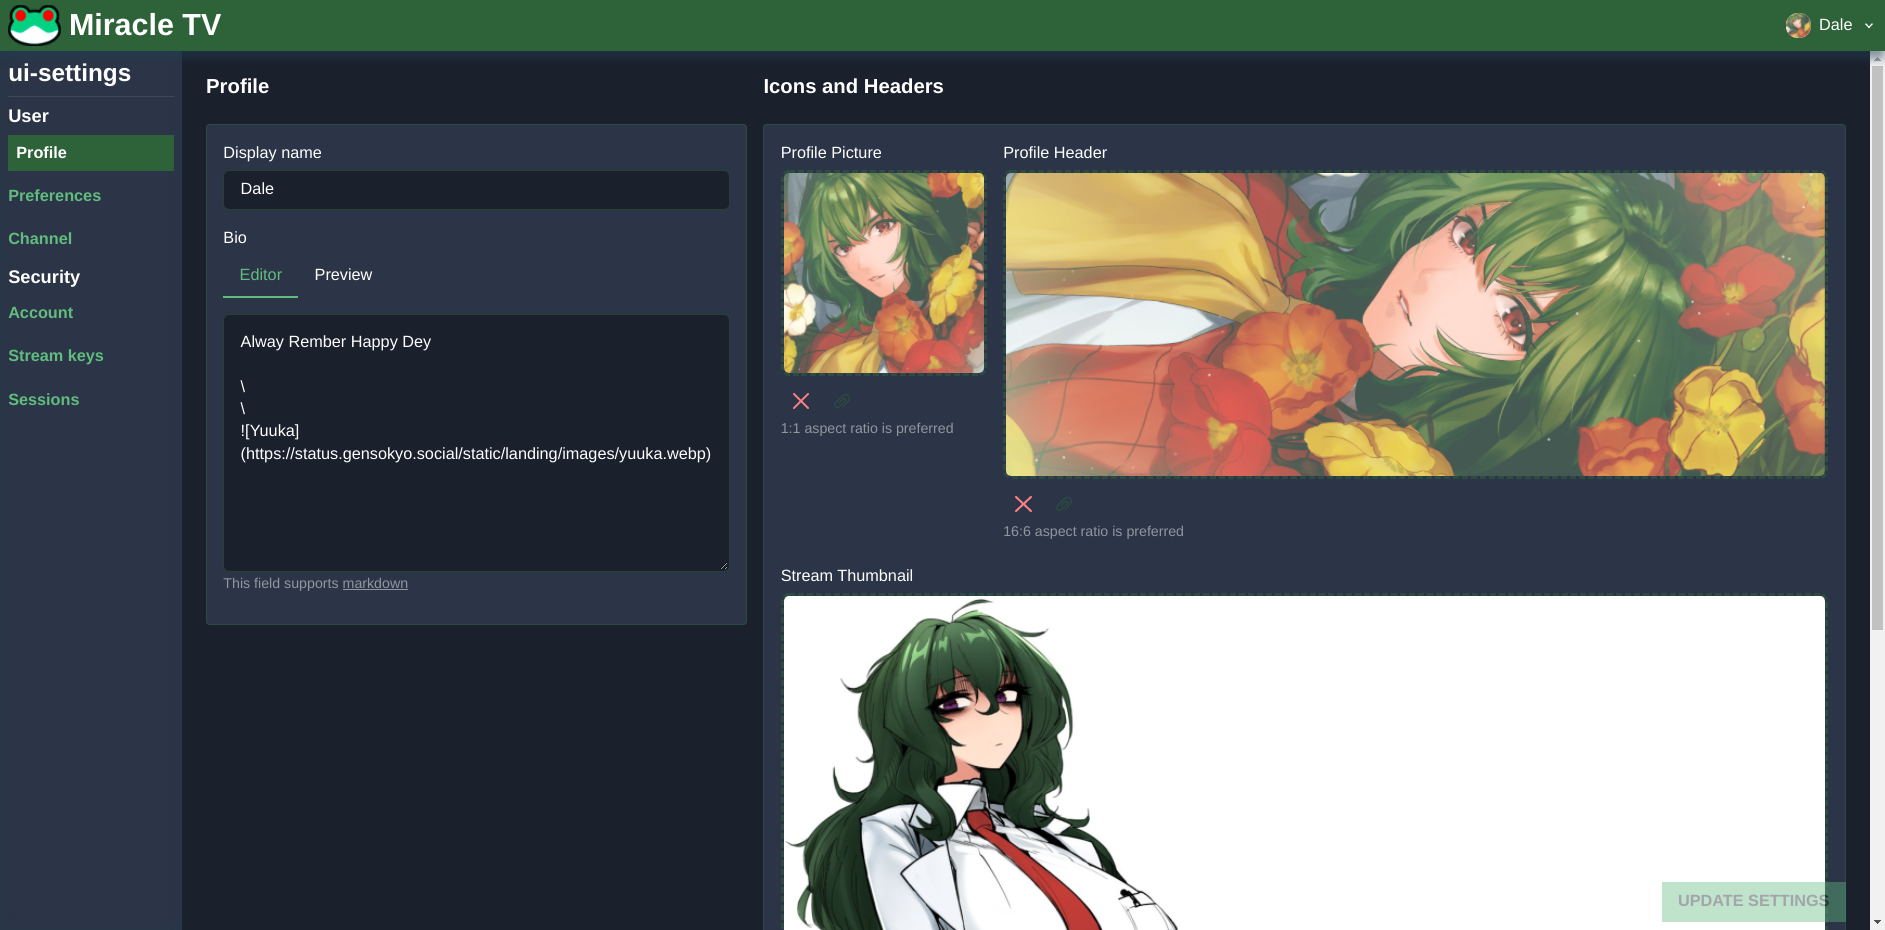 Miracle TV
Dale
ui-settings
User
Profile
Preferences
Channel
Security
Account
Stream keys
Sessions
Profile
Display name
Dale
Bio
Editor Preview
Alway Rember Happy Dey
\
\
![Yuuka]
(https://status.gensokyo.social/static/landing/images/yuuka.webp)
This field supports markdown
Icons and Headers
Profile Picture
1:1 aspect ratio is preferred
Profile Header
16:6 aspect ratio is preferred
Stream Thumbnail
UPDATE SETTINGS